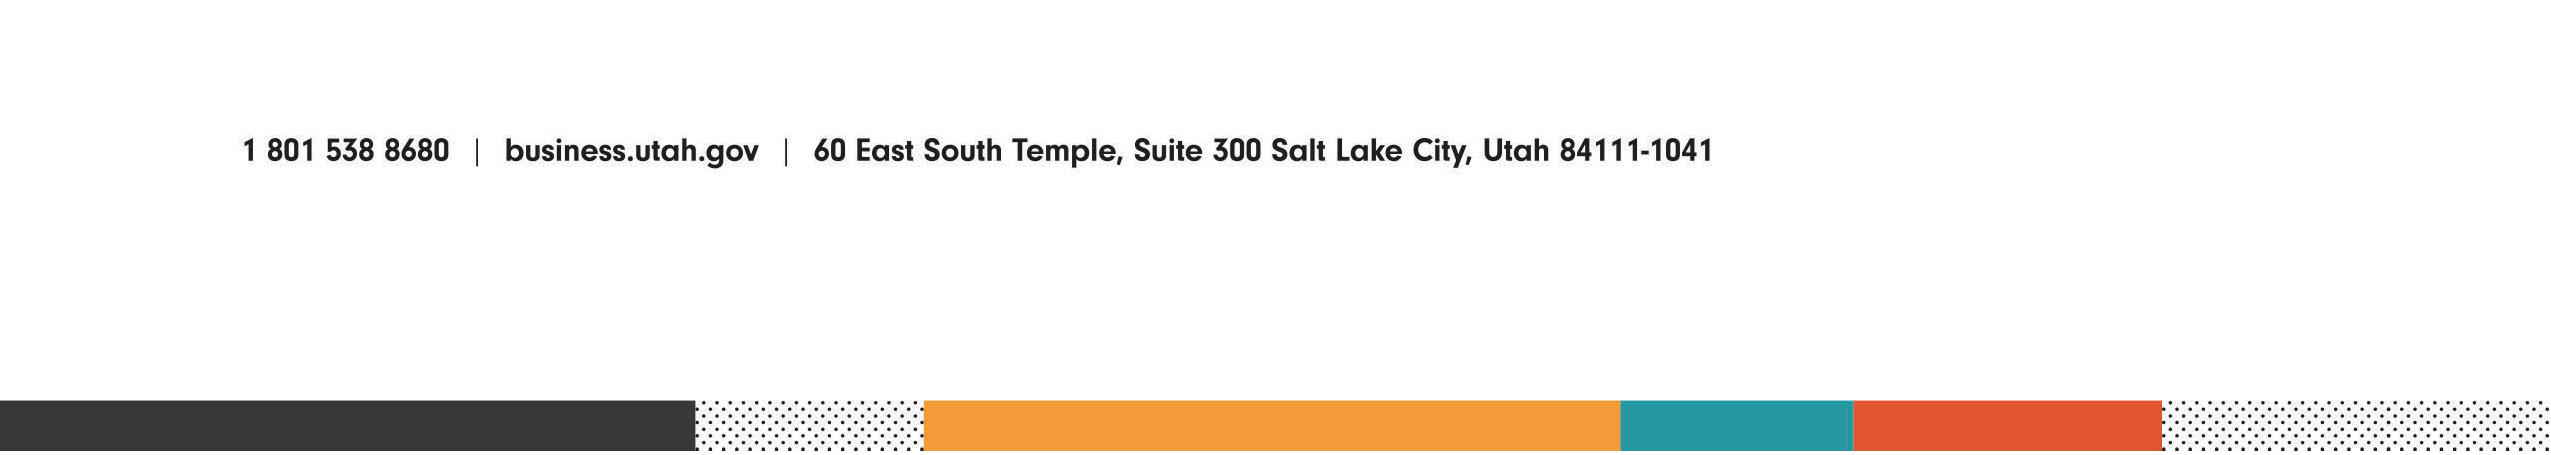 1 801 538 8680 | business.utah.gov | 60 East South Temple, Suite 300 Salt Lake City, Utah 84111-1041